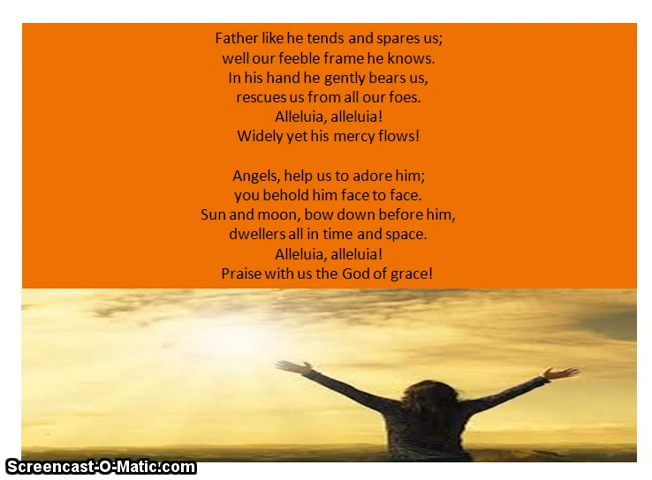 Father like he tends and spares us;
well our feeble frame he knows.
In his hand he gently bears us,
rescues us from all our foes.
Alleluia, alleluia!
Widely yet his mercy flows!
Angels, help us to adore him;
you behold him face to face.
Sun and moon, bow down before him,
dwellers all in time and space.
Alleluia, alleluia!
Praise with us the God of grace!
Screencast-O-Matic.com